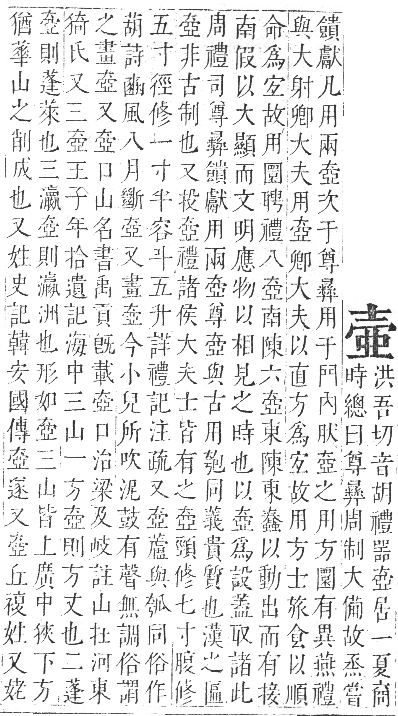 壺
洪吾切音胡禮器壺居一夏商
時總曰尊彝周制大備故烝嘗
饋獻凡用兩壺次于尊彝用于門內肰壺之用方圜有異燕禮
與大射卿大夫用壺卿大夫以直方爲㝎故用方士旅食以順
命爲㝎故用圜聘禮八壺南陳六壺東陳東蠢以動出而有接
南假以大顯而文明應物以相見之時也以壺爲設蓋取諸此
周禮司尊彝饋獻用兩壺尊壺與古用匏同義貴質也漢之區
壺非古制也又投壺禮諸侯大夫士皆有之壺頸修七寸腹修
五寸徑修一寸半容斗五升詳禮記注疏又壺蘆與瓠同俗作
葫詩豳風八月斷壺又畫壺今小兒所吹泥鼓有聲無調俗謂
之畫壺又壺口山名書禹貢旣載壺口治梁及岐註山在河東
猗氏又三壺王子年拾遺記海中三山一方壺則方丈也二蓬
壺則蓬萊也三瀛壺則瀛洲也形如壺三山皆上廣中狹下方
猶華山之削成也又姓史記韓安國傳壺遂又壺丘複姓又姥